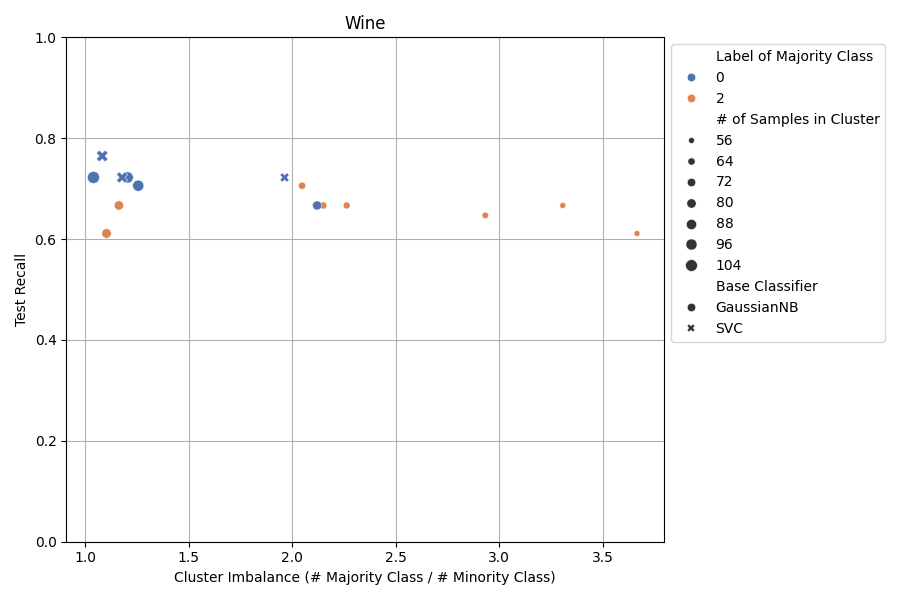 Wine
1.0
0.8
0.6
0.4
0.2
0.0
Test Recall
1.0
1.5
2.0
2.5
3.0
3.5
Cluster Imbalance (# Majority Class / # Minority Class)
Label of Majority Class
0
2
# of Samples in Cluster
56
64
72
80
88
96
104
Base Classifier
GaussianNB
SVC